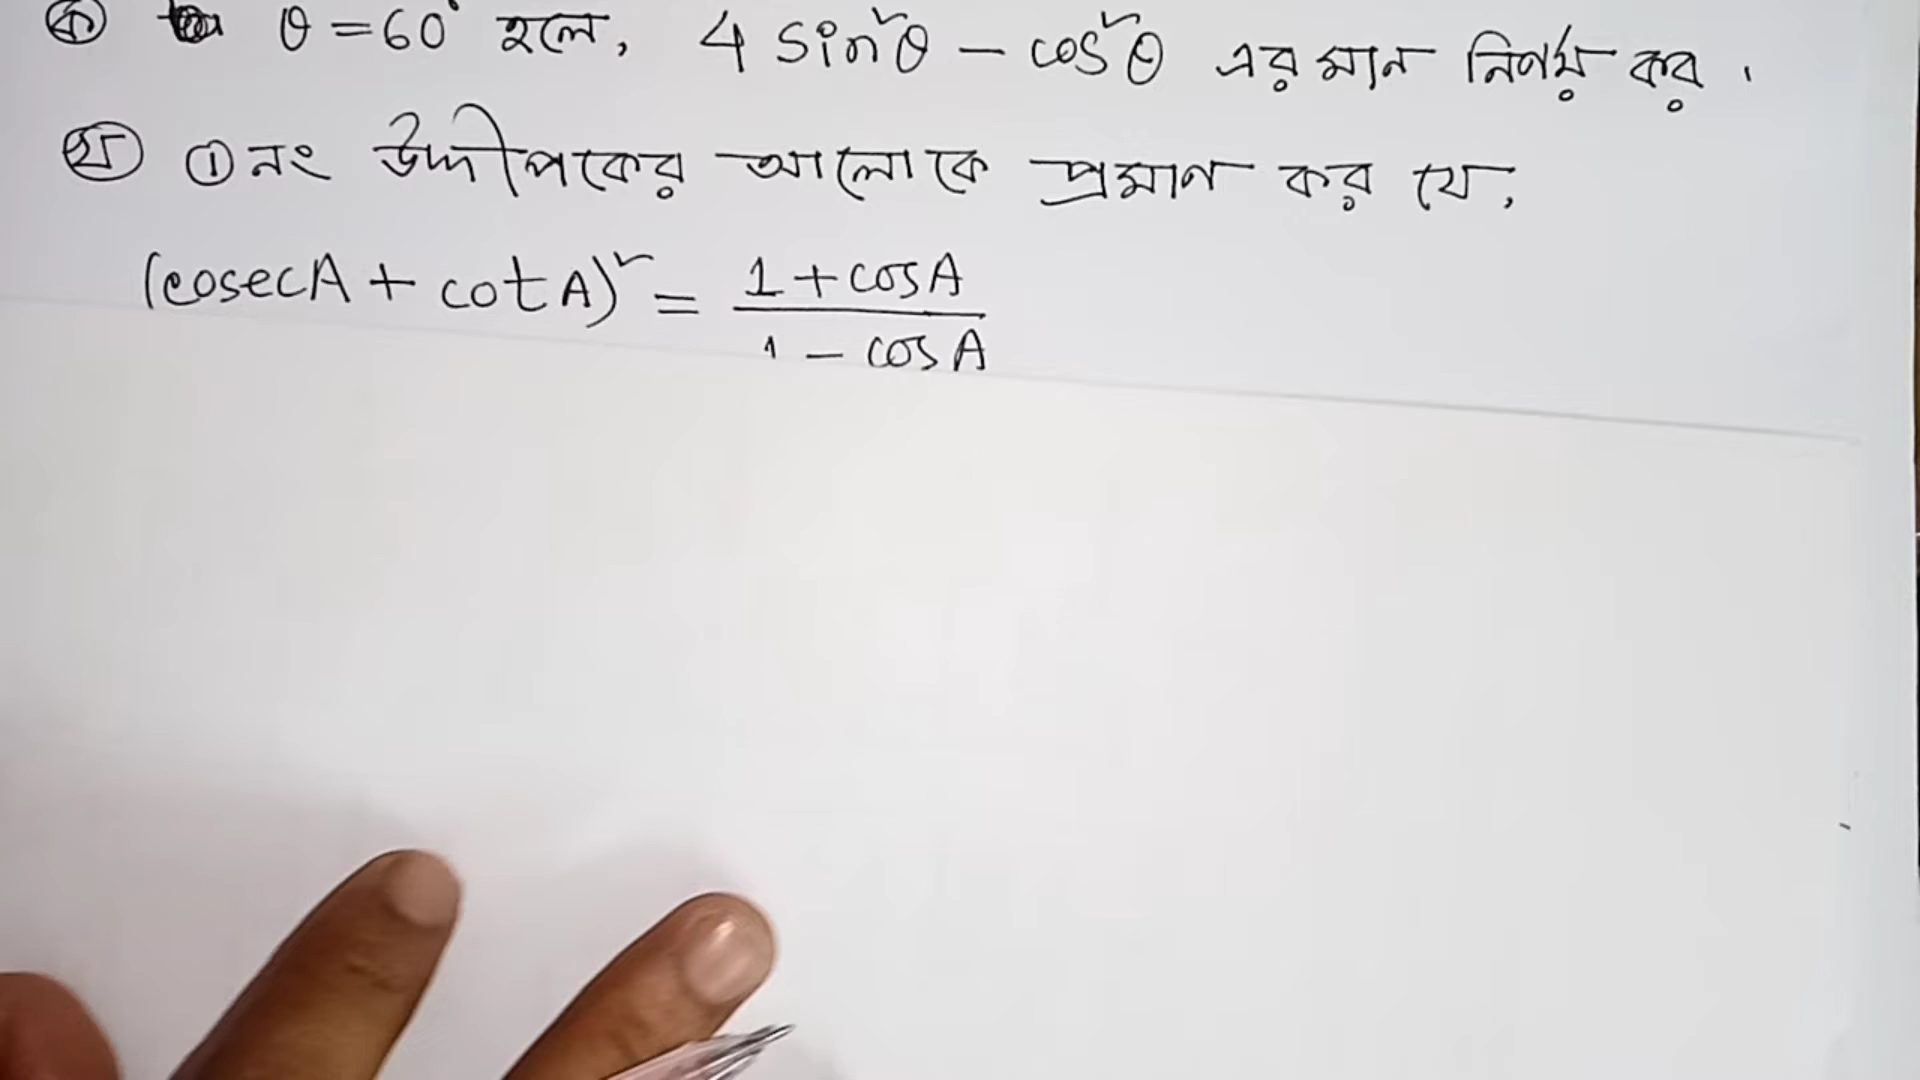 ক θ = 60° হলে, 4 sin²θ – cos²θ এর মান নির্ণয় কর ।
খ ① নং উদ্দীপকের আলোকে প্রমাণ কর যে,
(cosecA + cotA)² = \frac{1 + cosA}{1 – cosA}